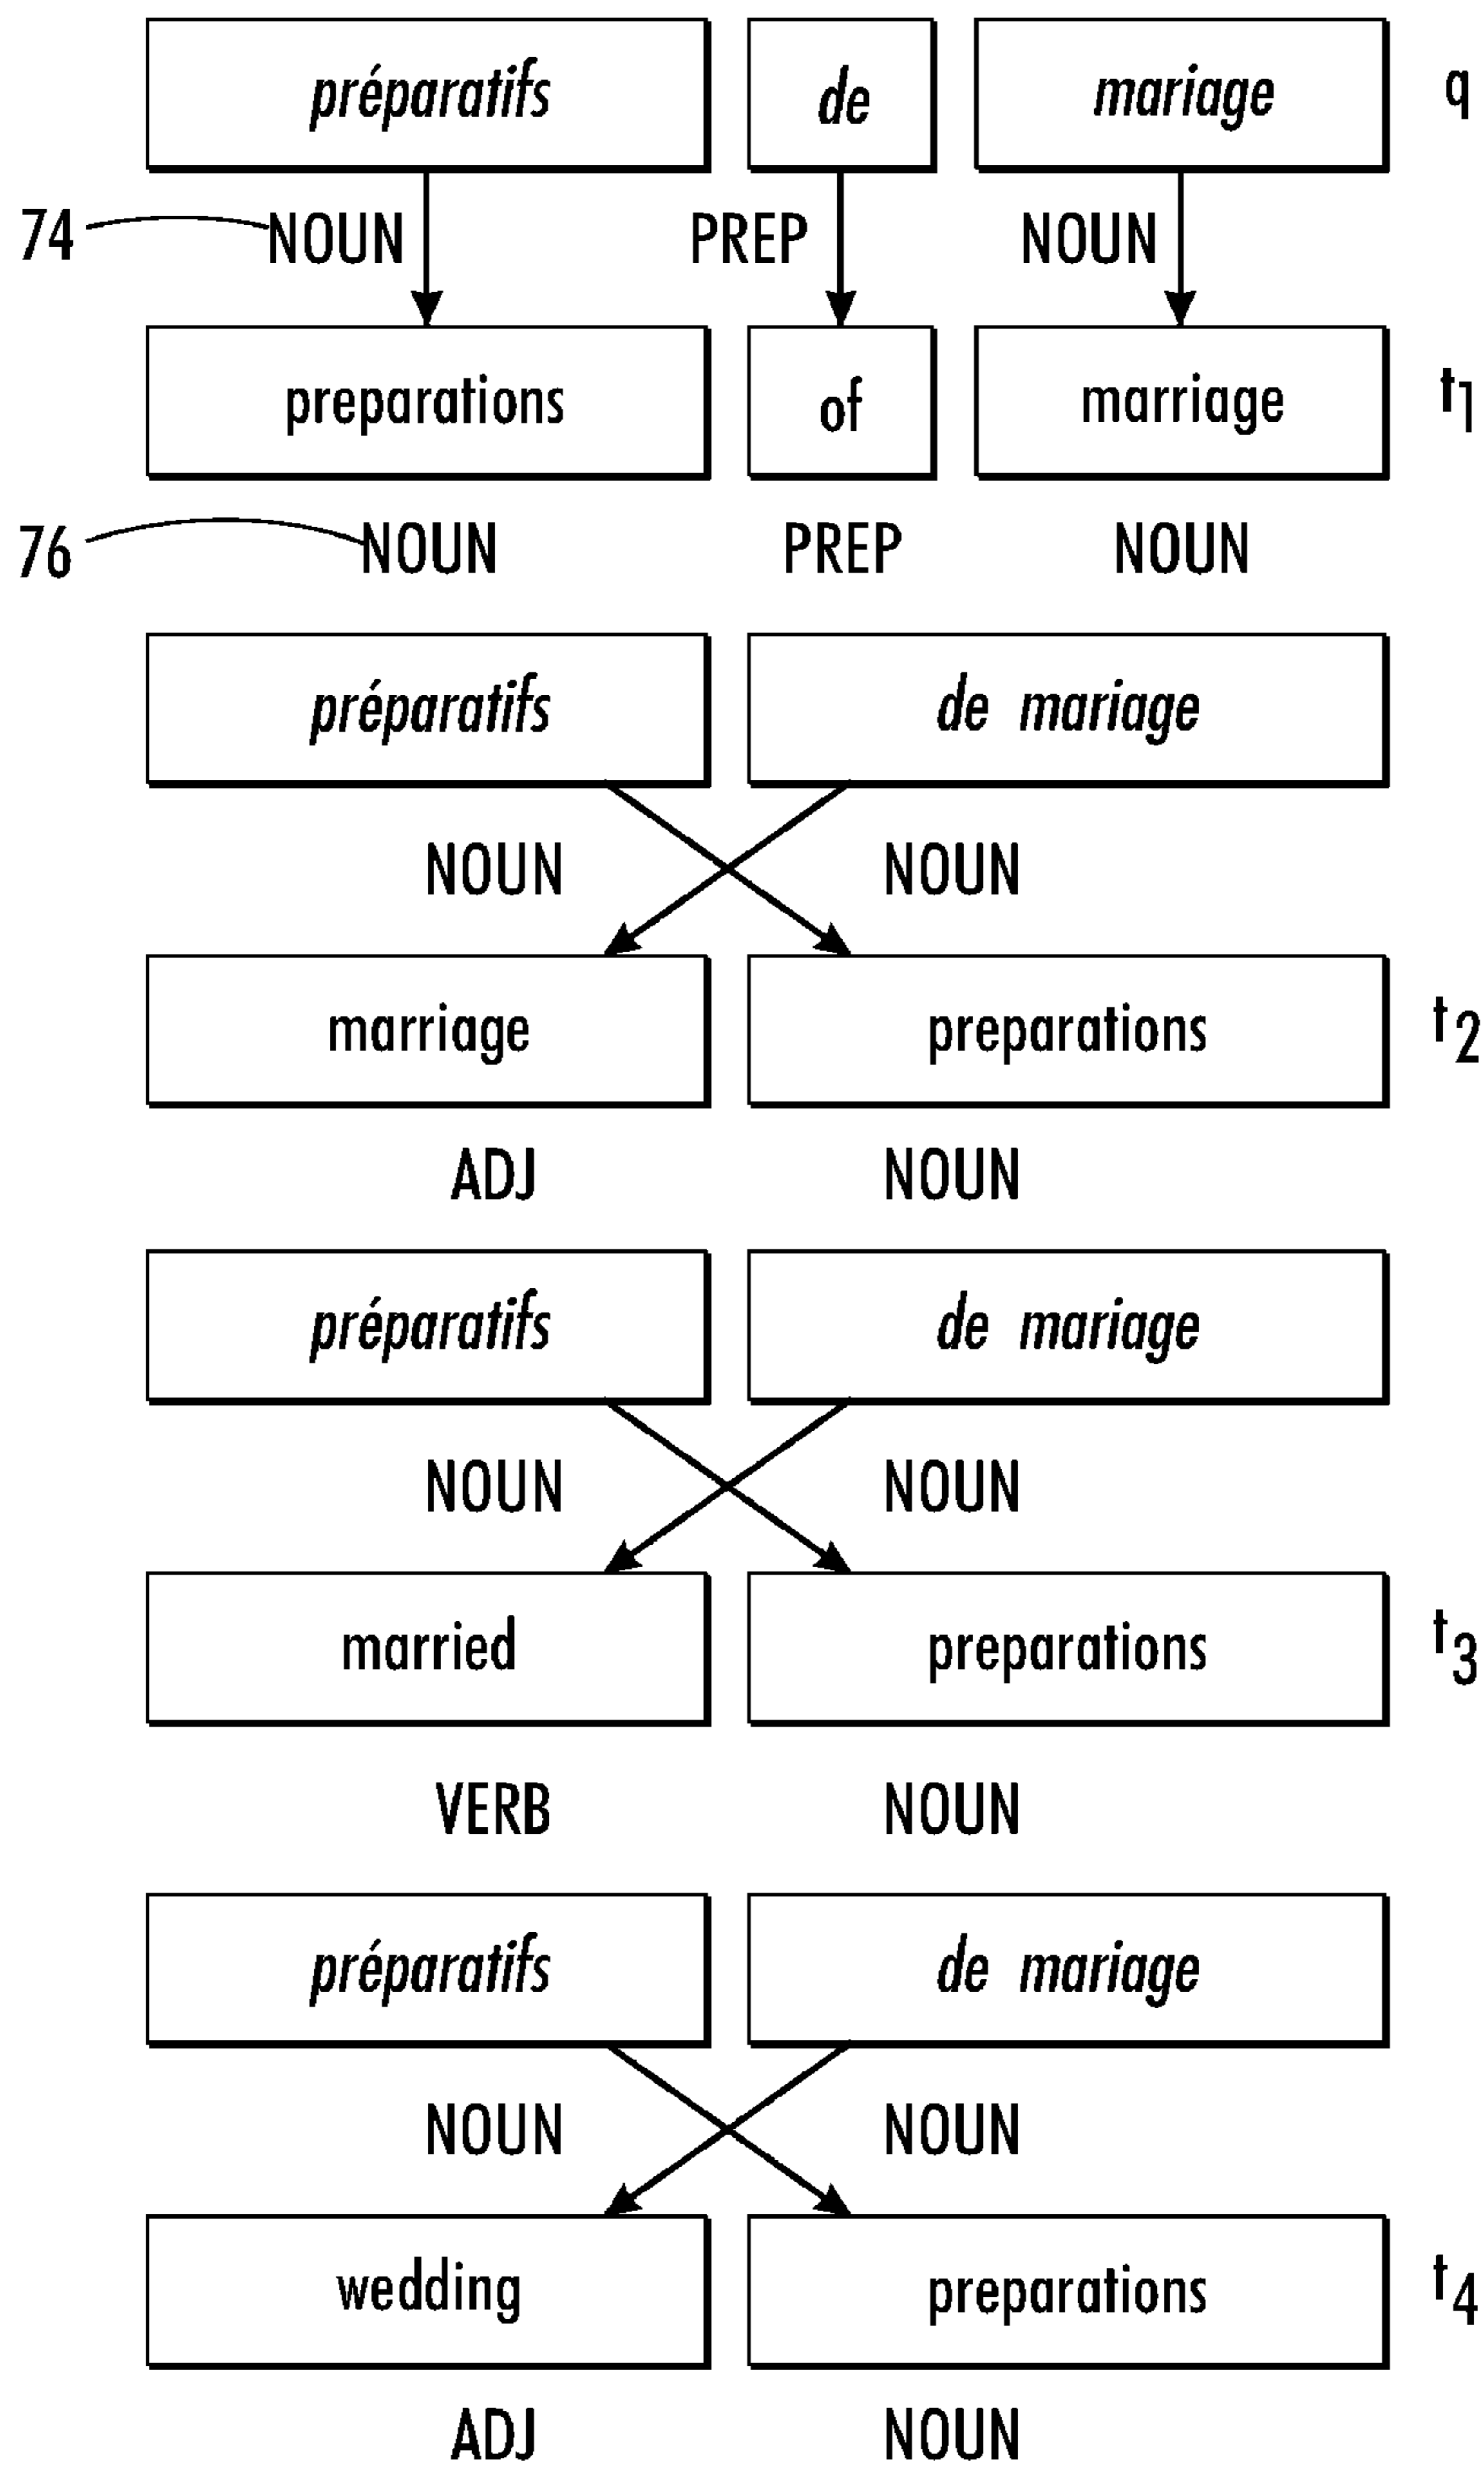 préparatifs de mariage q
74 NOUN PREP NOUN
preparations of marriage t1
76 NOUN PREP NOUN
préparatifs de mariage
NOUN NOUN
marriage preparations t2
ADJ NOUN
préparatifs de mariage
NOUN NOUN
married preparations t3
VERB NOUN
préparatifs de mariage
NOUN NOUN
wedding preparations t4
ADJ NOUN